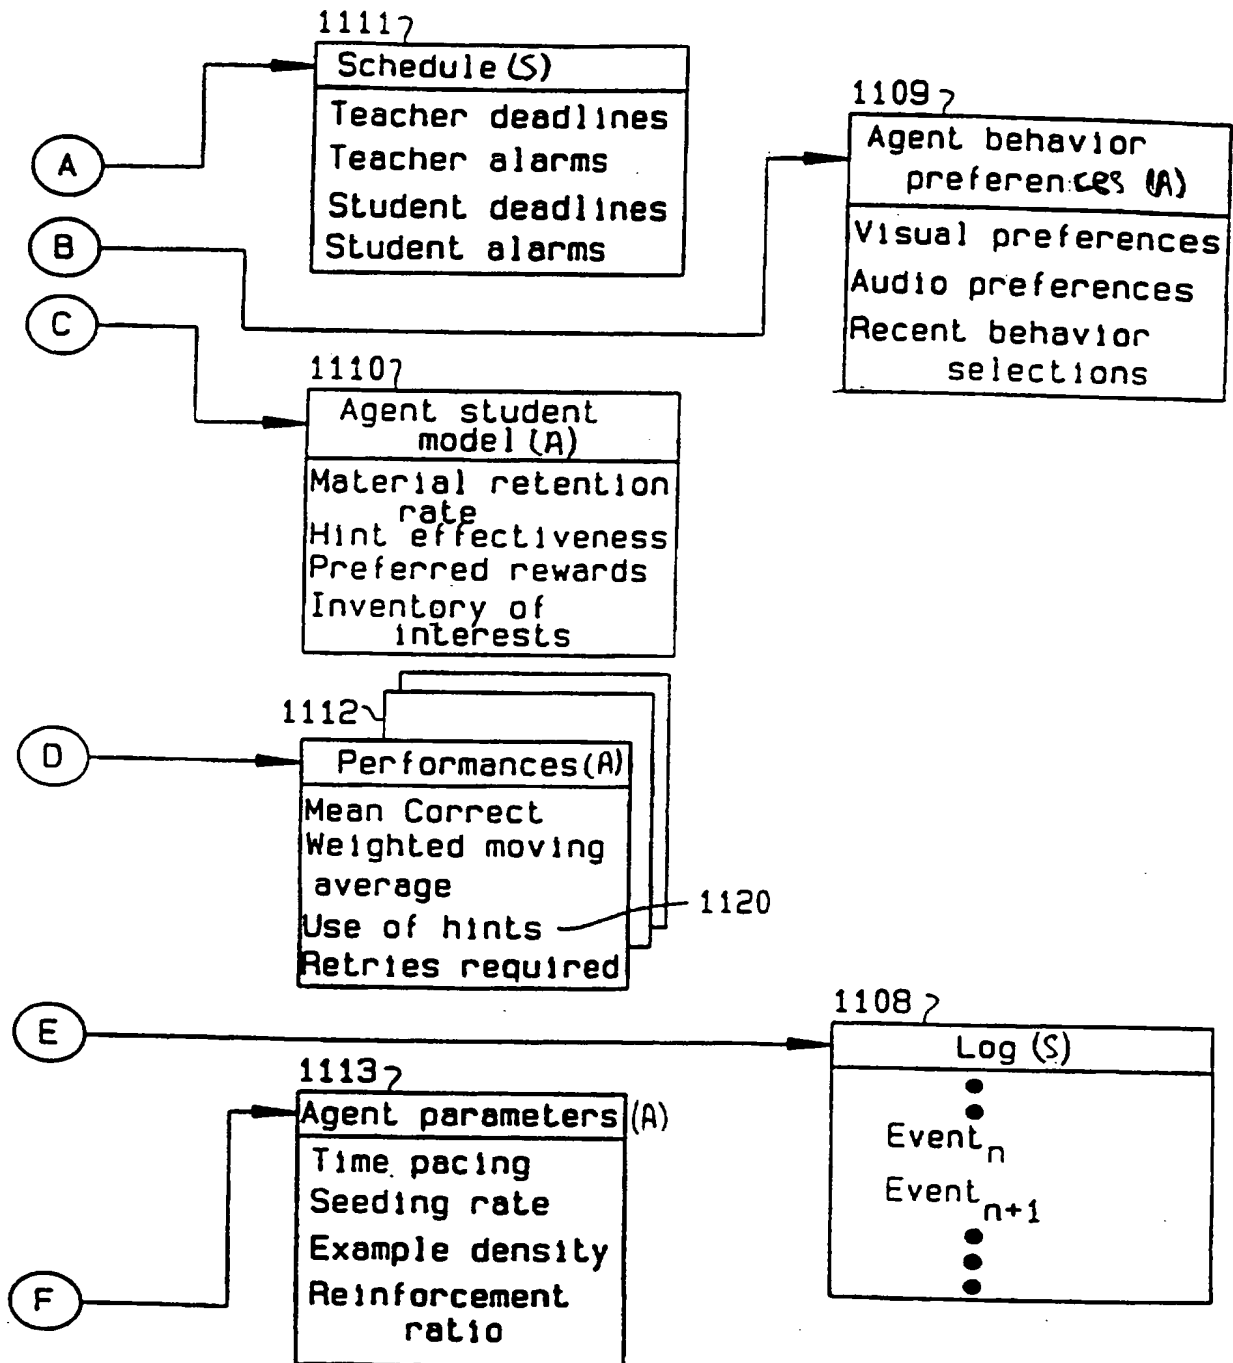 1111
Schedule (S)
Teacher deadlines
Teacher alarms
Student deadlines
Student alarms
A
B
C
1109
Agent behavior
preferences (A)
Visual preferences
Audio preferences
Recent behavior
selections
1110
Agent student
model (A)
Material retention
rate
Hint effectiveness
Preferred rewards
Inventory of
interests
D
1112
Performances (A)
Mean Correct
Weighted moving
average
Use of hints
1120
Retries required
E
1108
Log (S)
Event n
Event n+1
F
1113
Agent parameters (A)
Time pacing
Seeding rate
Example density
Reinforcement
ratio